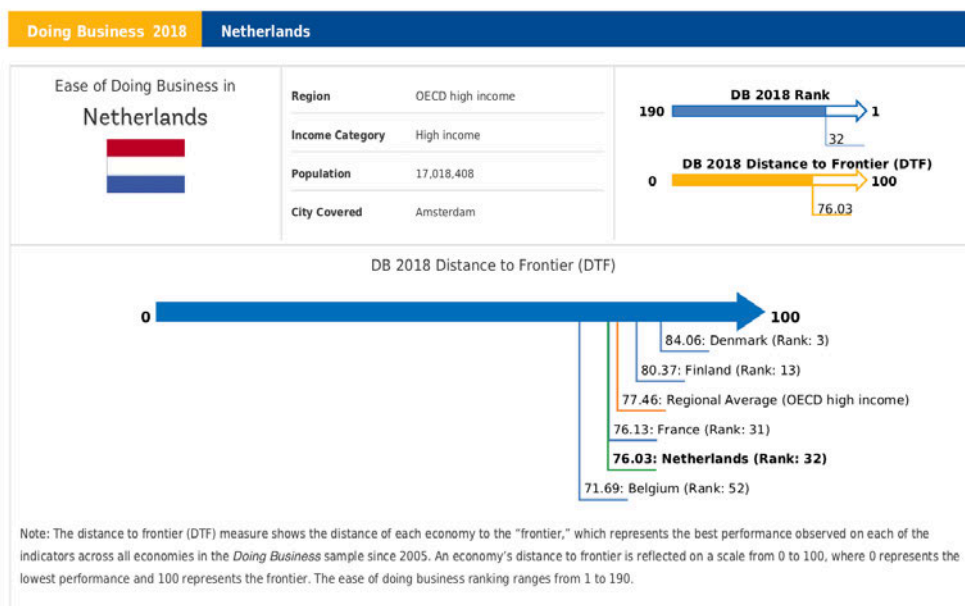 Doing Business 2018 Netherlands
Ease of Doing Business in
Netherlands
Region OECD high income
Income Category High income
Population 17,018,408
City Covered Amsterdam
DB 2018 Rank
190 1
32
DB 2018 Distance to Frontier (DTF)
0 100
76.03
DB 2018 Distance to Frontier (DTF)
0 100
84.06: Denmark (Rank: 3)
80.37: Finland (Rank: 13)
77.46: Regional Average (OECD high income)
76.13: France (Rank: 31)
76.03: Netherlands (Rank: 32)
71.69: Belgium (Rank: 52)
Note: The distance to frontier (DTF) measure shows the distance of each economy to the “frontier,” which represents the best performance observed on each of the
indicators across all economies in the Doing Business sample since 2005. An economy’s distance to frontier is reflected on a scale from 0 to 100, where 0 represents the
lowest performance and 100 represents the frontier. The ease of doing business ranking ranges from 1 to 190.